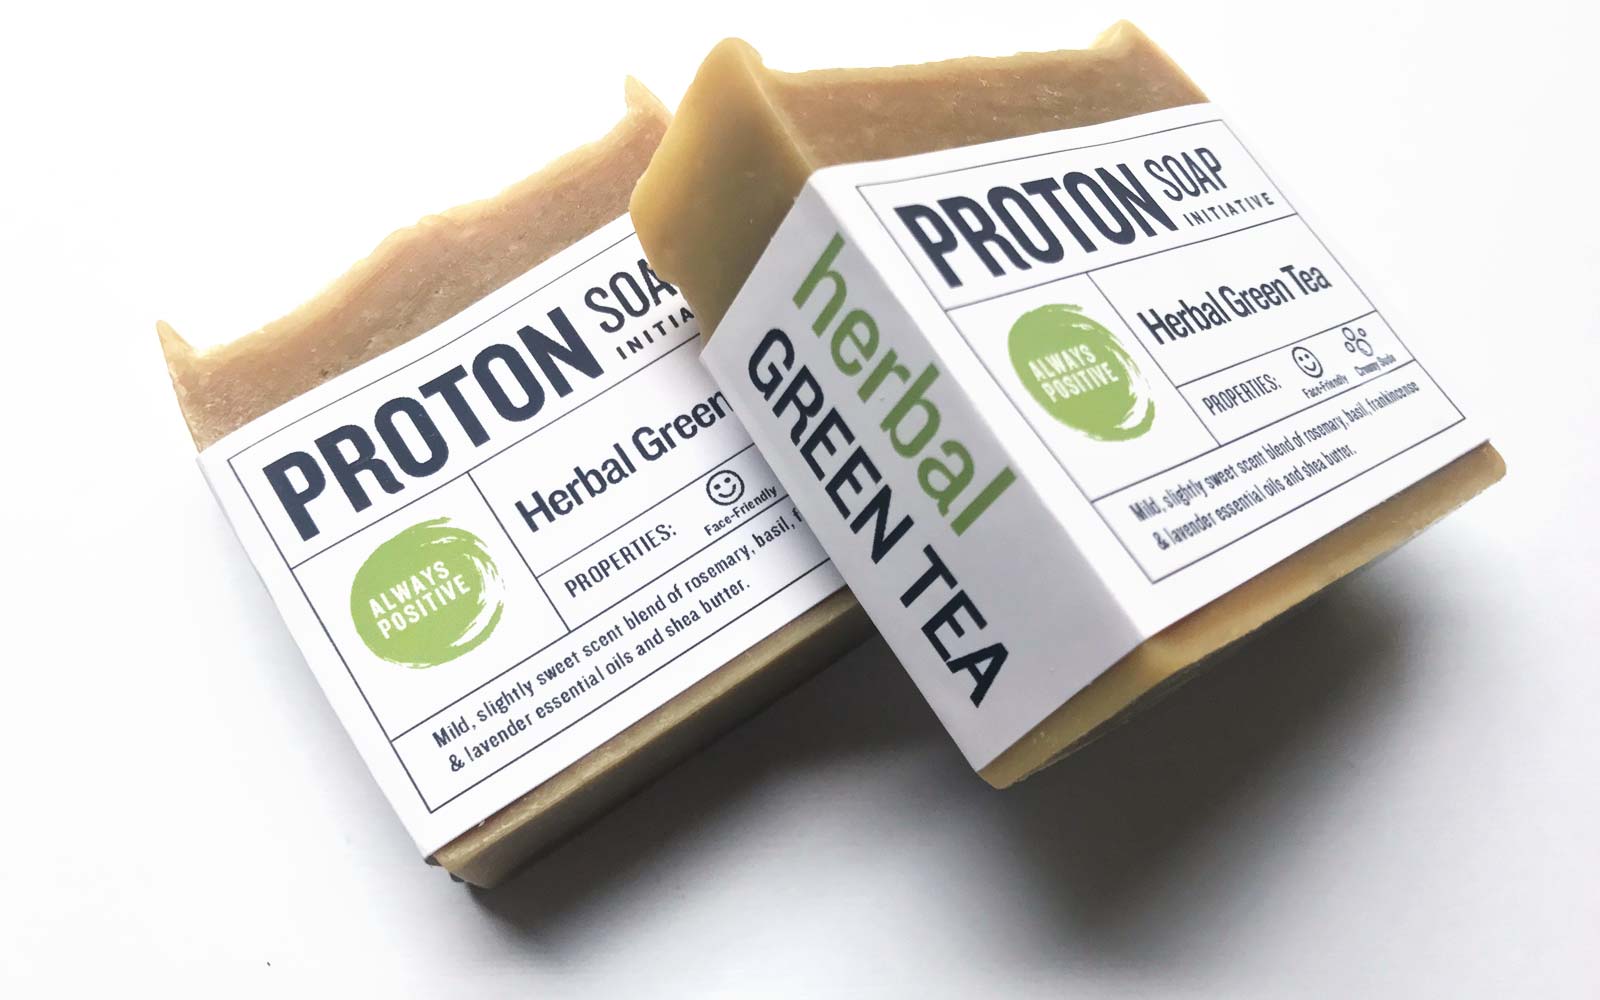 PROTON SOA
INITIA
Herbal Green
ALWAYS
POSITIVE
PROPERTIES:
Face-Friendly
Mild, slightly sweet scent blend of rosemary, basil, f
& lavender essential oils and shea butter.
herbal
GREEN TEA
PROTON SOAP
INITIATIVE
Herbal Green Tea
ALWAYS
POSITIVE
PROPERTIES:
Face-Friendly Creamy Suds
Mild, slightly sweet scent blend of rosemary, basil, frankincense
& lavender essential oils and shea butter.